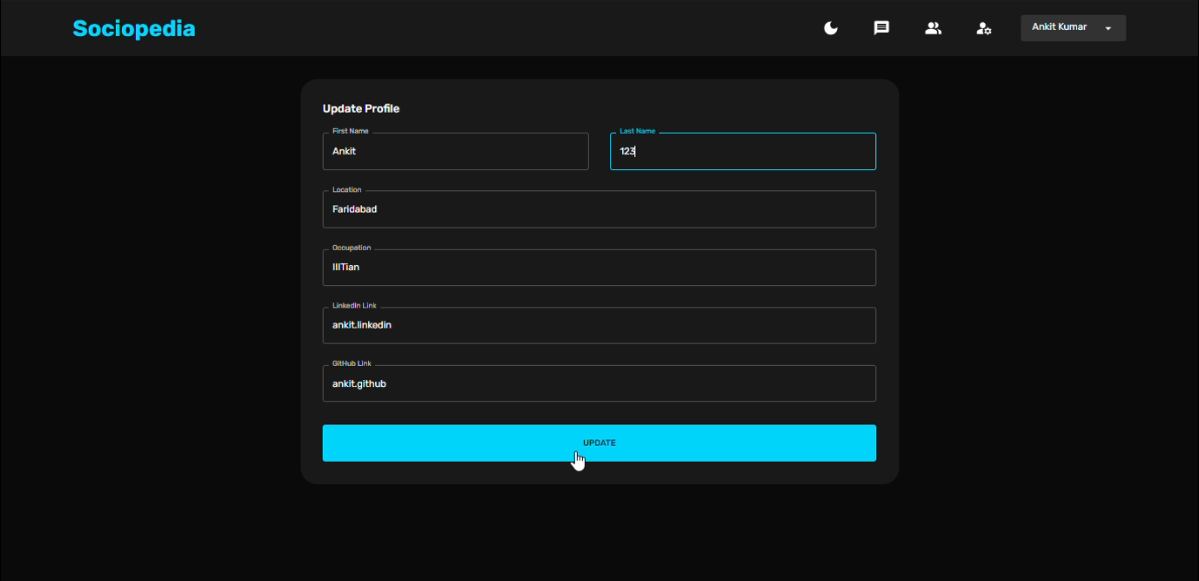 Sociopedia
Ankit Kumar
Update Profile
First Name
Last Name
Ankit
123
Location
Faridabad
Occupation
IIITian
LinkedIn Link
ankit.linkedin
GitHub Link
ankit.github
UPDATE